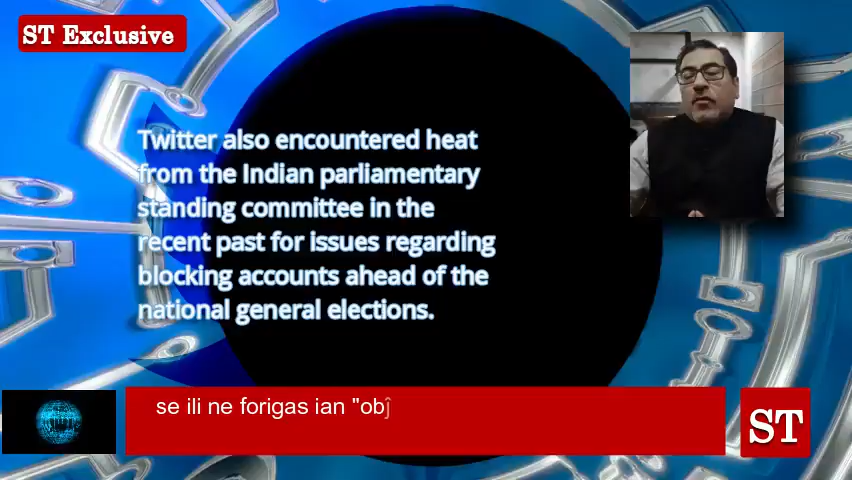 ST Exclusive
Twitter also encountered heat
from the Indian parliamentary
standing committee in the
recent past for issues regarding
blocking accounts ahead of the
national general elections.
se ili ne forigas ian "obĵ
ST